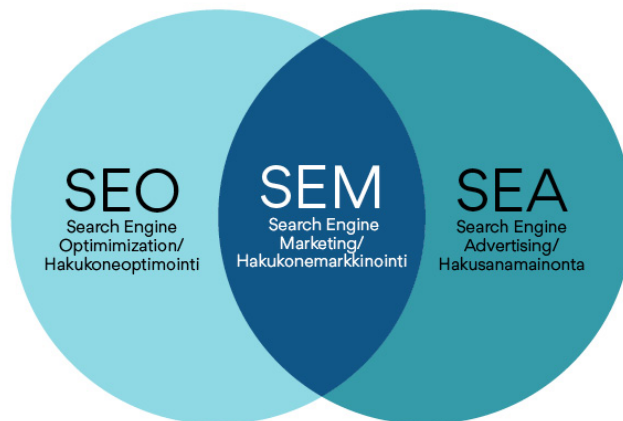 SEO
Search Engine
Optimimization/
Hakukoneoptimointi
SEM
Search Engine
Marketing/
Hakukonemarkkinointi
SEA
Search Engine
Advertising/
Hakusanamainonta